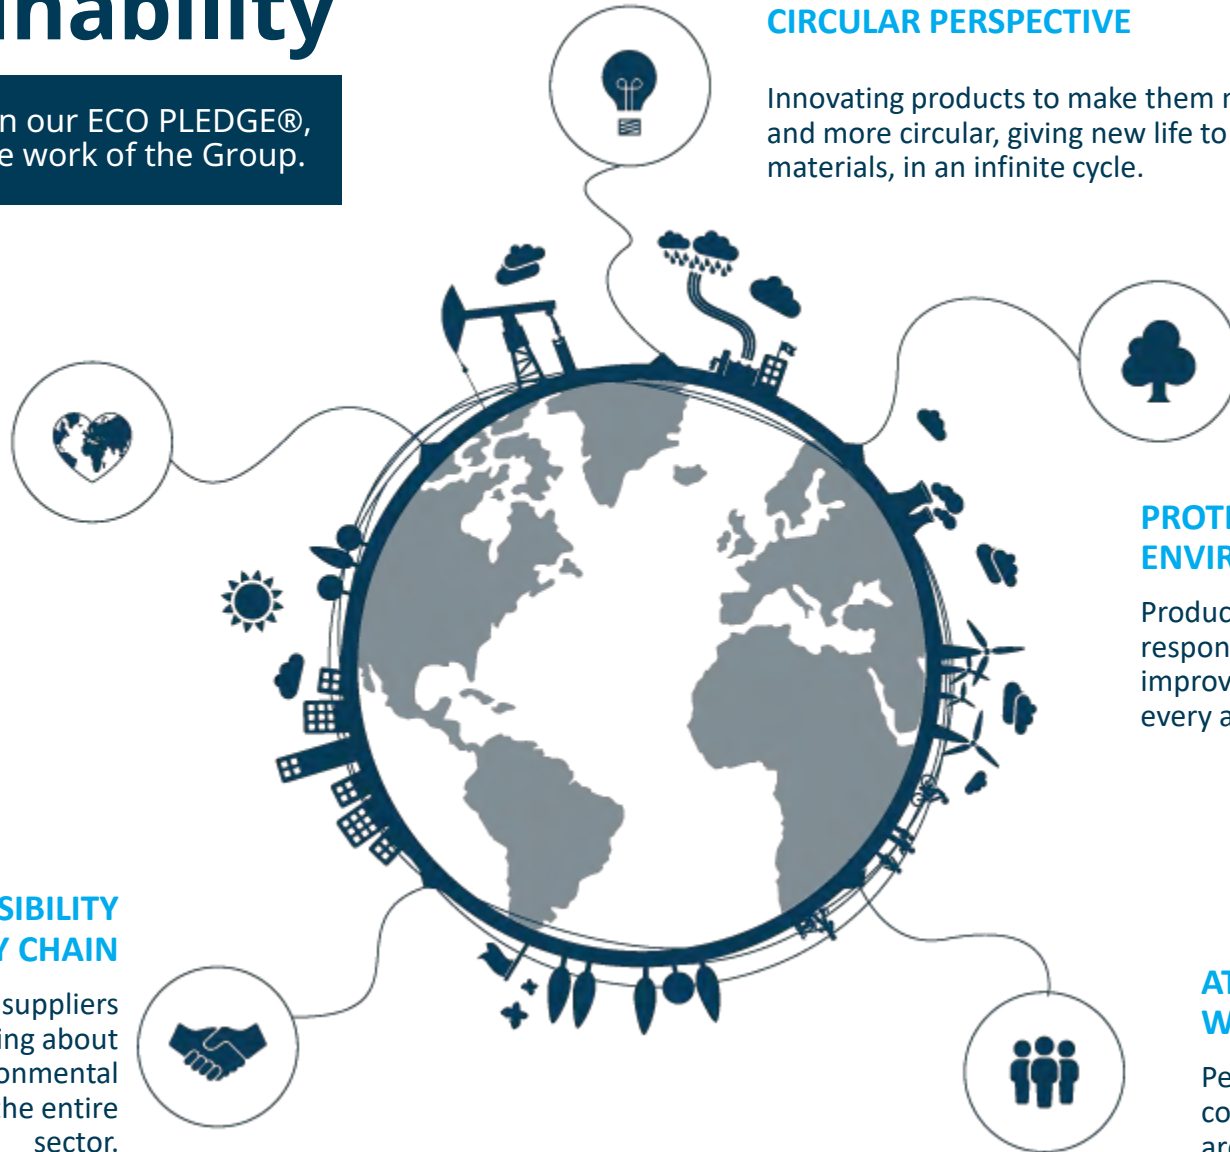 inability
n our ECO PLEDGE®,
e work of the Group.
CIRCULAR PERSPECTIVE
Innovating products to make them
and more circular, giving new life to
materials, in an infinite cycle.
PROT
ENVIR
Produc
respon
improv
every a
SIBILITY
Y CHAIN
suppliers
ing about
onmental
the entire
sector.
AT
W
Pe
co
are